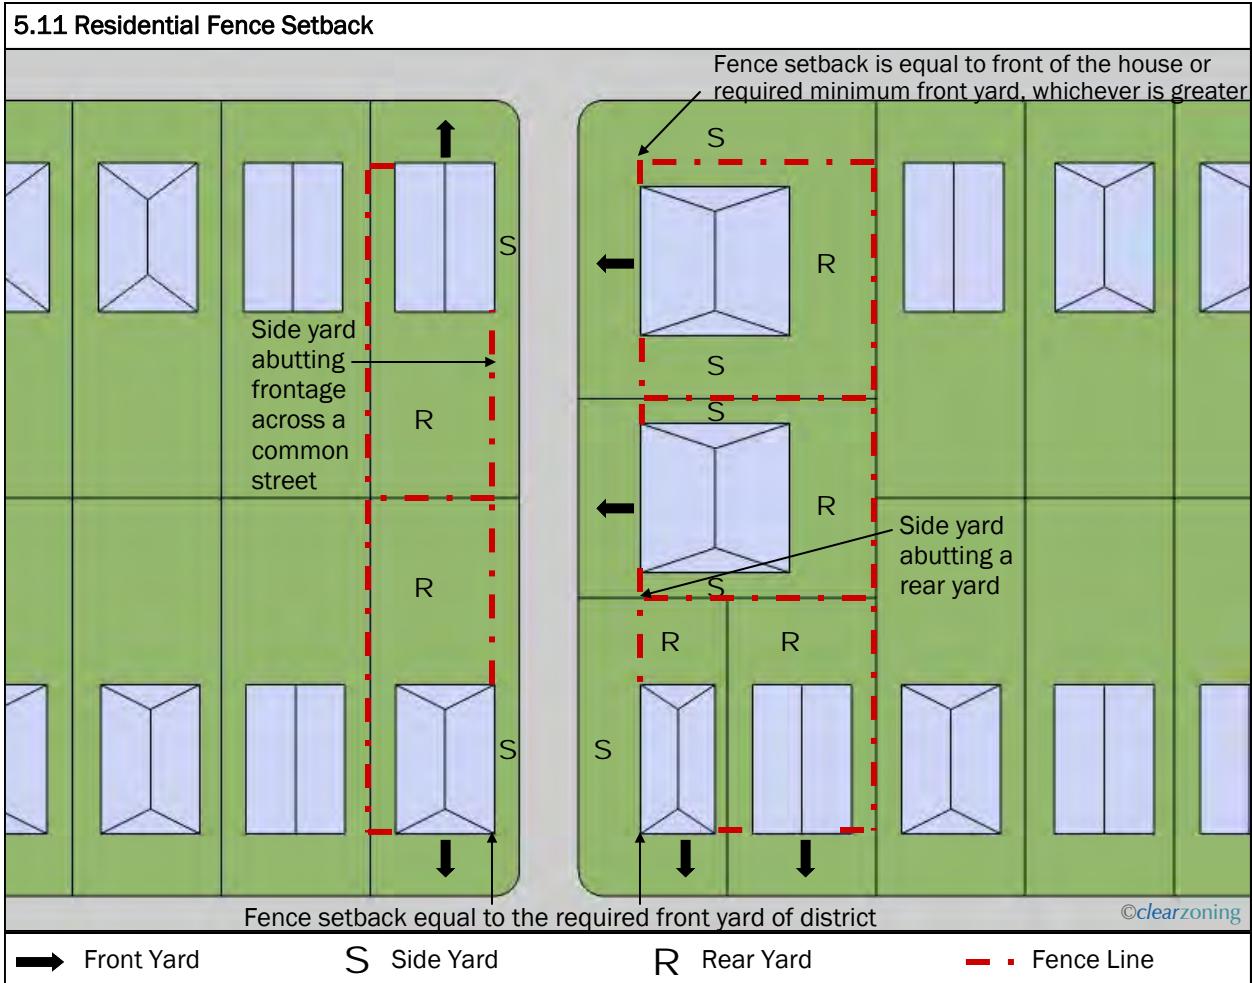 5.11 Residential Fence Setback
Fence setback is equal to front of the house or
required minimum front yard, whichever is greater
S
S
R
Side yard
abutting
frontage
across a
common
street
S
S
R
R
Side yard
abutting a
rear yard
S
R
R
R
S
S
Fence setback equal to the required front yard of district
©clearzoning
Front Yard
S Side Yard
R Rear Yard
Fence Line